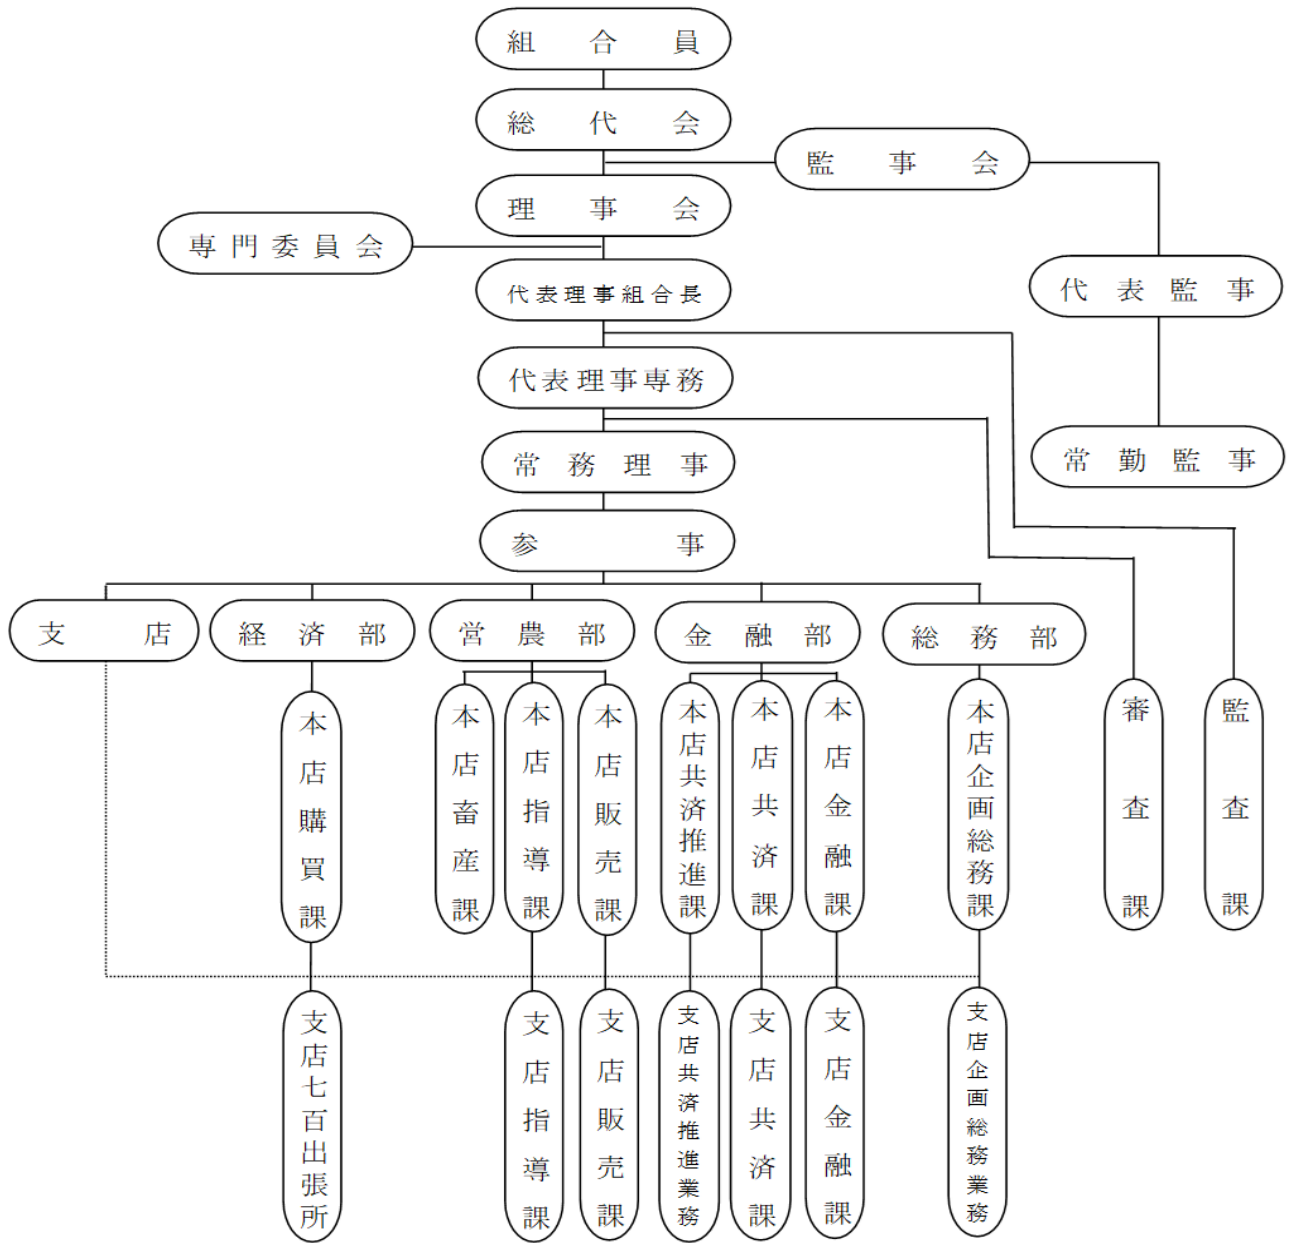 組合員
総代会
監事会
理事会
専門委員会
代表理事組合長
代表監事
代表理事専務
常務理事
常勤監事
参事
支店
経済部
営農部
金融部
総務部
本店購買課
本店畜産課
本店指導課
本店販売課
本店共済推進課
本店共済課
本店金融課
本店企画総務課
審査課
監査課
支店七百出張所
支店指導課
支店販売課
支店共済推進業務
支店共済課
支店金融課
支店企画総務業務